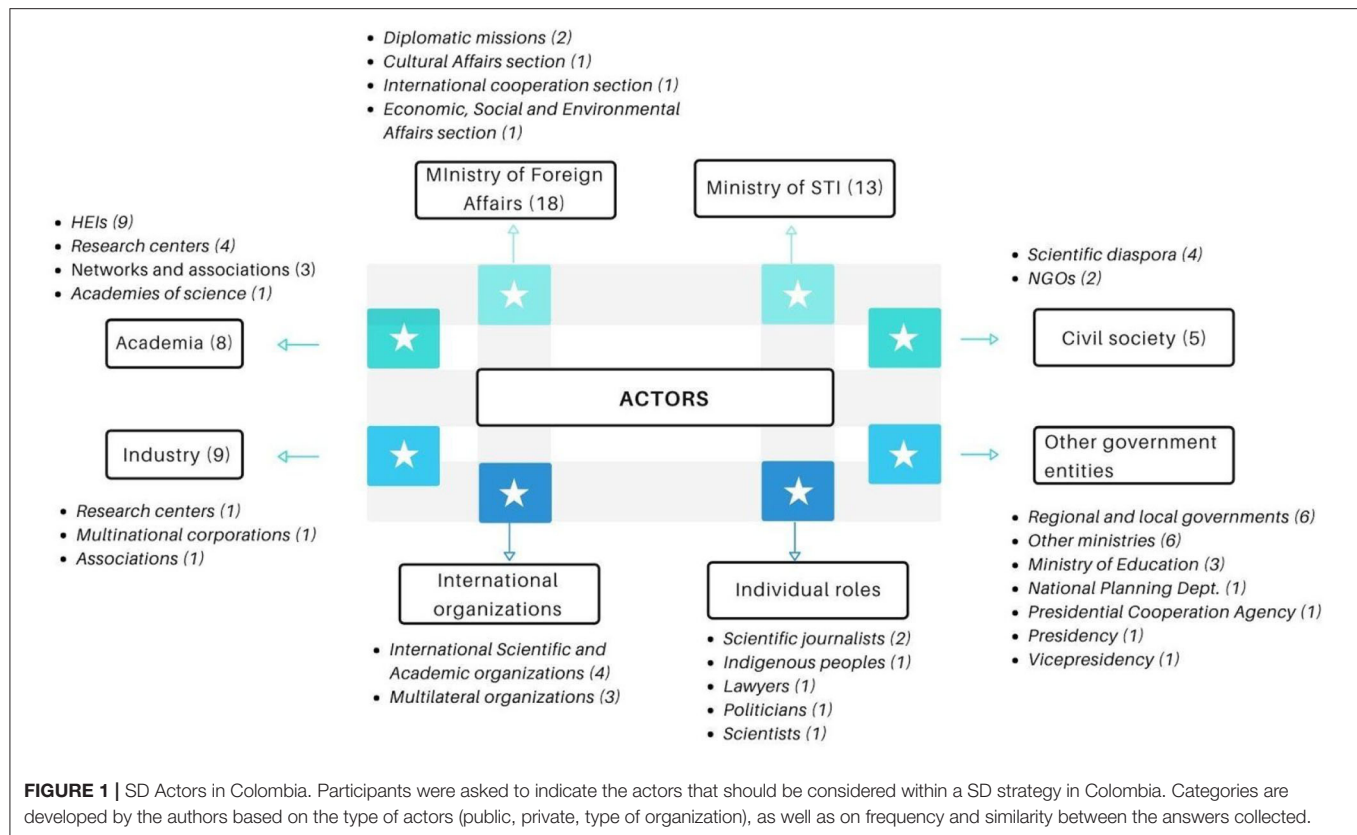 • Diplomatic missions (2)
• Cultural Affairs section (1)
• International cooperation section (1)
• Economic, Social and Environmental
Affairs section (1)
MInistry of Foreign
Affairs (18)
Ministry of STI (13)
• HEIs (9)
• Research centers (4)
• Networks and associations (3)
• Academies of science (1)
Academia (8)
• Scientific diaspora (4)
• NGOs (2)
Civil society (5)
ACTORS
Industry (9)
• Research centers (1)
• Multinational corporations (1)
• Associations (1)
Other government
entities
• Regional and local governments (6)
• Other ministries (6)
• Ministry of Education (3)
• National Planning Dept. (1)
• Presidential Cooperation Agency (1)
• Presidency (1)
• Vicepresidency (1)
International
organizations
• International Scientific and
Academic organizations (4)
• Multilateral organizations (3)
Individual roles
• Scientific journalists (2)
• Indigenous peoples (1)
• Lawyers (1)
• Politicians (1)
• Scientists (1)
FIGURE 1 | SD Actors in Colombia. Participants were asked to indicate the actors that should be considered within a SD strategy in Colombia. Categories are
developed by the authors based on the type of actors (public, private, type of organization), as well as on frequency and similarity between the answers collected.